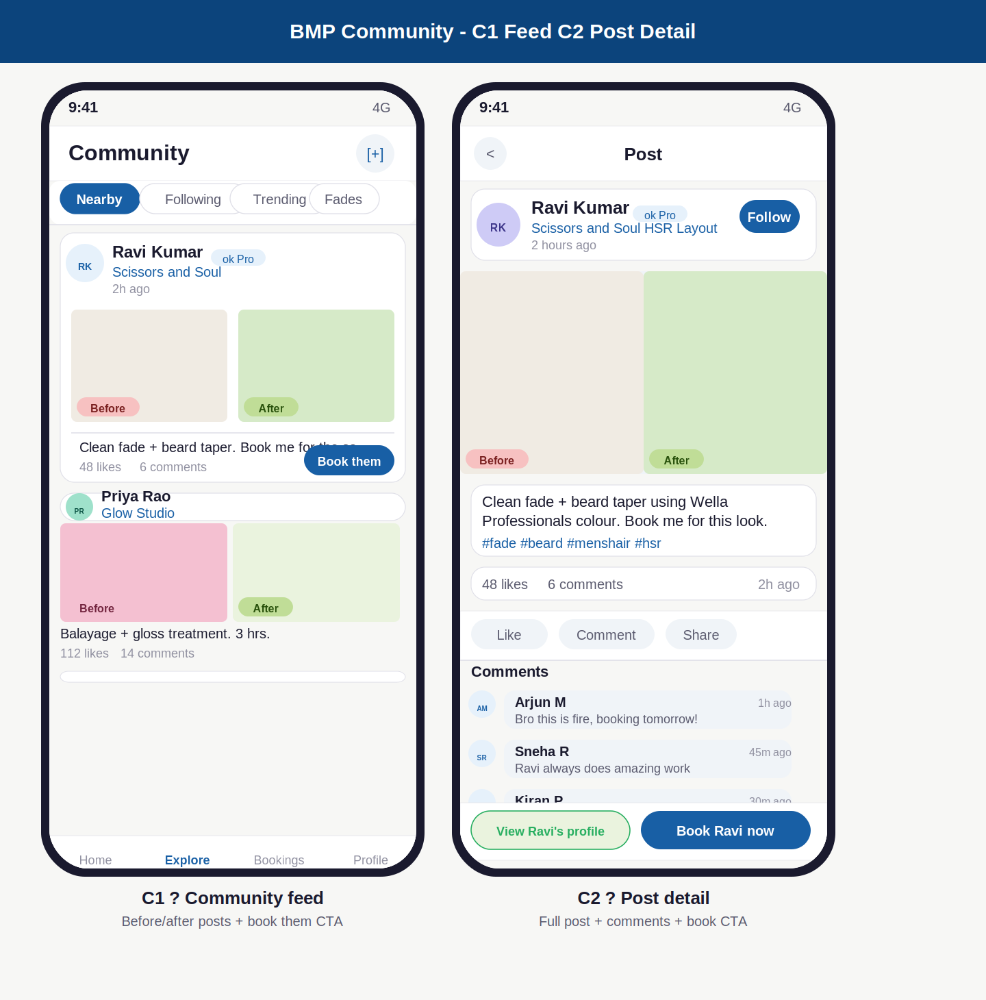 BMP Community - C1 Feed C2 Post Detail
9:41
4G
Community
[+]
Nearby
Following
Trending
Fades
RK
Ravi Kumar
ok Pro
Scissors and Soul
2h ago
Before
After
Clean fade + beard taper. Book me for
48 likes 6 comments
Book them
PR
Priya Rao
Glow Studio
Before
After
Balayage + gloss treatment. 3 hrs.
112 likes 14 comments
Home
Explore
Bookings
Profile
C1 ? Community feed
Before/after posts + book them CTA
9:41
4G
<
Post
RK
Ravi Kumar
ok Pro
Scissors and Soul HSR Layout
2 hours ago
Follow
Before
After
Clean fade + beard taper using Wella
Professionals colour. Book me for this look.
#fade #beard #menshair #hsr
48 likes 6 comments 2h ago
Like
Comment
Share
Comments
AM
Arjun M
1h ago
Bro this is fire, booking tomorrow!
SR
Sneha R
45m ago
Ravi always does amazing work
Kiran P
30m ago
View Ravi's profile
Book Ravi now
C2 ? Post detail
Full post + comments + book CTA